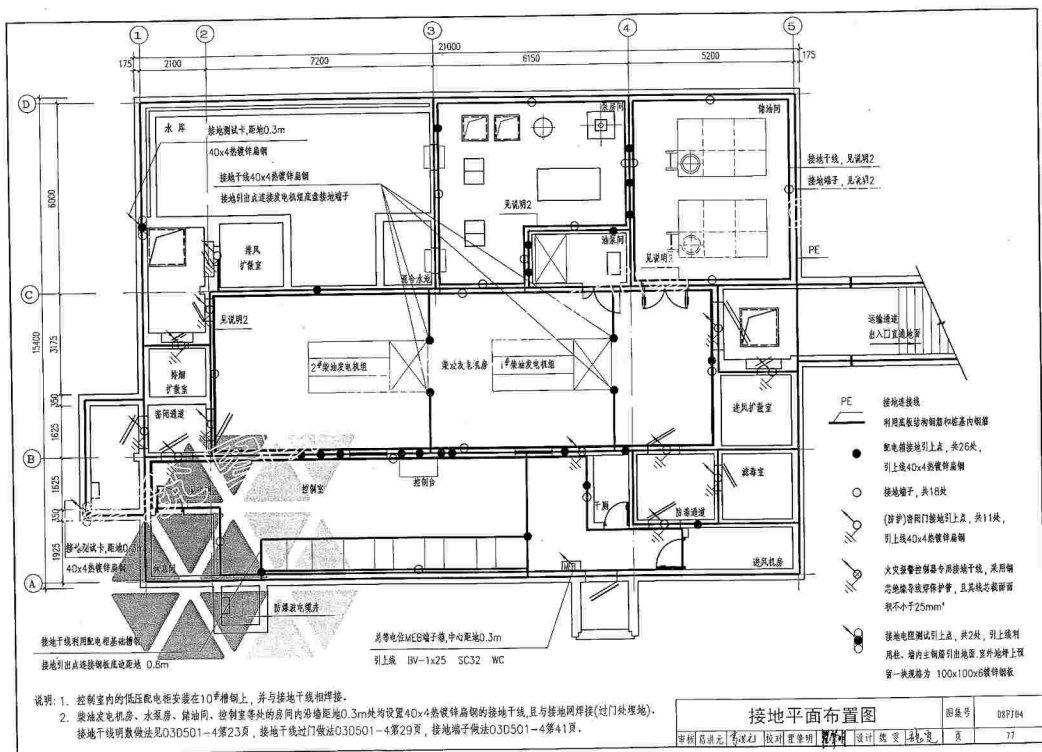 1
2
3
4
5
21000
175
2100
7200
6150
5200
175
D
C
B
A
15400
6000
3175
350
1625
1625
350
1925
水库
接地测试卡,距地0.3m
40x4热镀锌扁钢
接地干线40x4热镀锌扁钢
接地引出点连接发电机组底盘接地端子
泵房间
储油间
接地干线, 见说明2
接地端子, 见说明2
见说明2
油泵间
PE
排风
扩散室
混合水池
见说明2
见说明2
运输通道
出入口直通地面
2#柴油发电机组
柴油发电机房
1#柴油发电机组
排烟
扩散室
密闭通道
进风扩散室
滤毒室
控制室
控制台
干厕
防毒通道
进风机房
接地测试卡,距地0.3m
40x4热镀锌扁钢
防爆波电缆井
MEB
接地干线利用配电柜基础槽钢
接地引出点连接钢板底边距地 0.8m
总等电位MEB端子箱,中心距地0.3m
引上线 BV-1x25 SC32 WC
PE 接地连接线
利用底板结构钢筋和桩基内钢筋
配电箱接地引上点, 共26处,
引上线40x4热镀锌扁钢
接地端子, 共18处
(防护)密闭门接地引上点, 共11处,
引上线40x4热镀锌扁钢
火灾报警控制器专用接地干线, 采用铜
芯绝缘导线穿保护管, 且其线芯截面面
积不小于25mm²
接地电阻测试引上点, 共2处, 引上线利
用柱、墙内主钢筋引出地面.室外地坪上预
留一块规格为 100x100x6镀锌钢板
说明: 1. 控制室内的低压配电柜安装在10#槽钢上, 并与接地干线相焊接.
2. 柴油发电机房、水泵房、储油间、控制室等处的房间内沿墙距地0.3m处均设置40x4热镀锌扁钢的接地干线,且与接地网焊接(过门处埋地).
接地干线明敷做法见03D501-4第23页, 接地干线过门做法03D501-4第29页, 接地端子做法03D501-4第41页.
接地平面布置图
图集号
08FJ04
审核
校对
设计
页
77